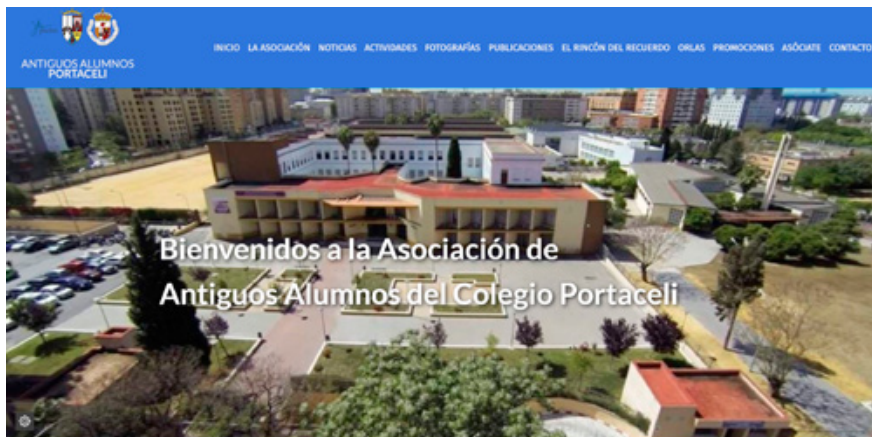 ANTIGUOS ALUMNOS
PORTACELI
INICIO LA ASOCIACIÓN NOTICIAS ACTIVIDADES FOTOGRAFÍAS PUBLICACIONES EL RINCÓN DEL RECUERDO ORLAS PROMOCIONES ASÓCIATE CONTACTO
Bienvenidos a la Asociación de
Antiguos Alumnos del Colegio Portaceli